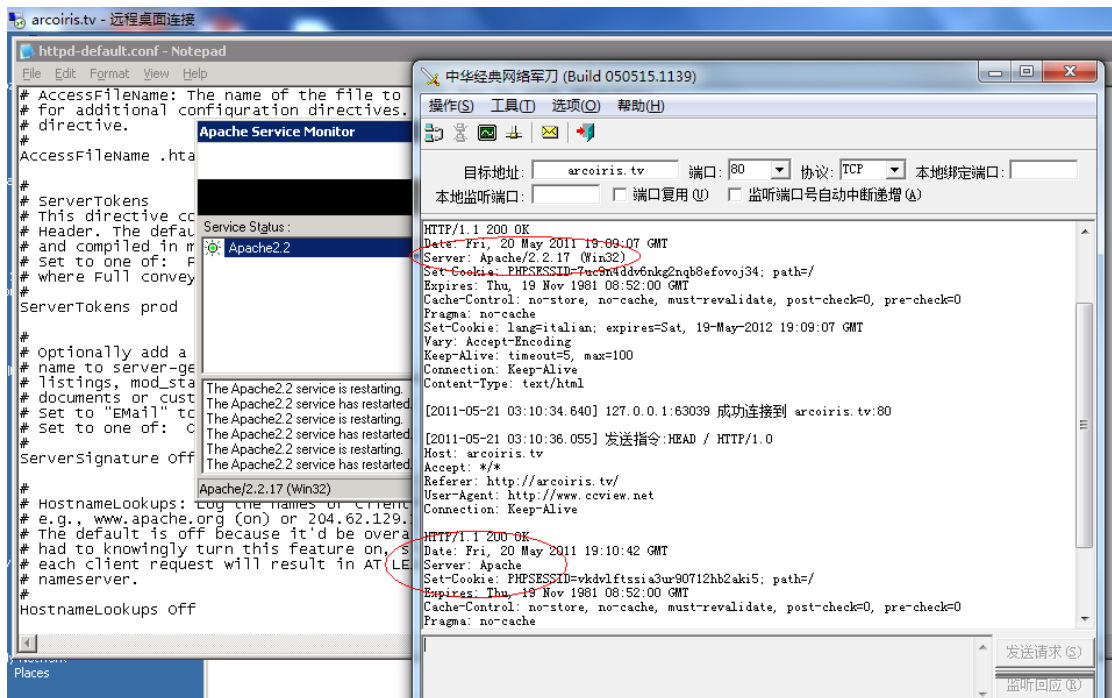 arcoiris.tv - 远程桌面连接
httpd-default.conf - Notepad
File Edit Format View Help
# AccessFileName: The name of the file to
# for additional configuration directives.
# directive.
#
AccessFileName .hta
#
# ServerTokens
# This directive co
# Header. The defau
# and compiled in m
# Set to one of: F
# where Full convey
#
ServerTokens prod
#
# Optionally add a
# name to server-ge
# listings, mod_sta
# documents or cust
# Set to "EMail" to
# Set to one of: O
#
ServerSignature Off
#
# HostnameLookups: Log the names of client
# e.g., www.apache.org (on) or 204.62.129.
# The default is off because it'd be overa
# had to knowingly turn this feature on, s
# each client request will result in AT LE
# nameserver.
#
HostnameLookups Off
Places
Apache Service Monitor
Service Status :
Apache2.2
The Apache2.2 service is restarting.
The Apache2.2 service has restarted.
The Apache2.2 service is restarting.
The Apache2.2 service has restarted.
The Apache2.2 service is restarting.
The Apache2.2 service has restarted.
Apache/2.2.17 (Win32)
中华经典网络军刀 (Build 050515.1139)
操作(S) 工具(T) 选项(O) 帮助(H)
目标地址: arcoiris.tv 端口: 80 协议: TCP 本地绑定端口:
本地监听端口: 端口复用(U) 监听端口号自动中断递增(A)
HTTP/1.1 200 OK
Date: Fri, 20 May 2011 19:09:07 GMT
Server: Apache/2.2.17 (Win32)
Set-Cookie: PHPSESSID=7uc9n4ddv6nkg2nqb8efovoj34; path=/
Expires: Thu, 19 Nov 1981 08:52:00 GMT
Cache-Control: no-store, no-cache, must-revalidate, post-check=0, pre-check=0
Pragma: no-cache
Set-Cookie: lang=italian; expires=Sat, 19-May-2012 19:09:07 GMT
Vary: Accept-Encoding
Keep-Alive: timeout=5, max=100
Connection: Keep-Alive
Content-Type: text/html
[2011-05-21 03:10:34.640] 127.0.0.1:63039 成功连接到 arcoiris.tv:80
[2011-05-21 03:10:36.055] 发送指令:HEAD / HTTP/1.0
Host: arcoiris.tv
Accept: */*
Referer: http://arcoiris.tv/
User-Agent: http://www.ccview.net
Connection: Keep-Alive
HTTP/1.1 200 OK
Date: Fri, 20 May 2011 19:10:42 GMT
Server: Apache
Set-Cookie: PHPSESSID=vkdvlftssia3ur90712hb2aki5; path=/
Expires: Thu, 19 Nov 1981 08:52:00 GMT
Cache-Control: no-store, no-cache, must-revalidate, post-check=0, pre-check=0
Pragma: no-cache
发送请求(S)
监听回应(R)